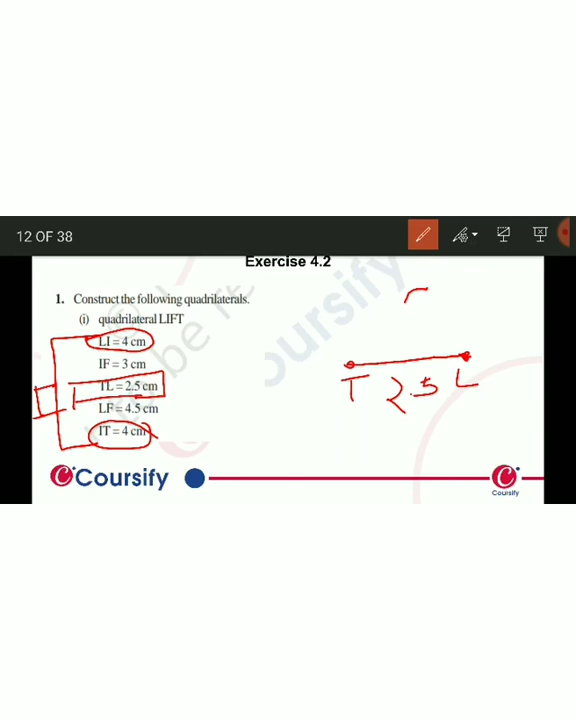 12 OF 38
Exercise 4.2
1. Construct the following quadrilaterals.
(i) quadrilateral LIFT
LI = 4 cm
IF = 3 cm
TL = 2.5 cm
LF = 4.5 cm
IT = 4 cm
T 2.5 L
Coursify
Coursify